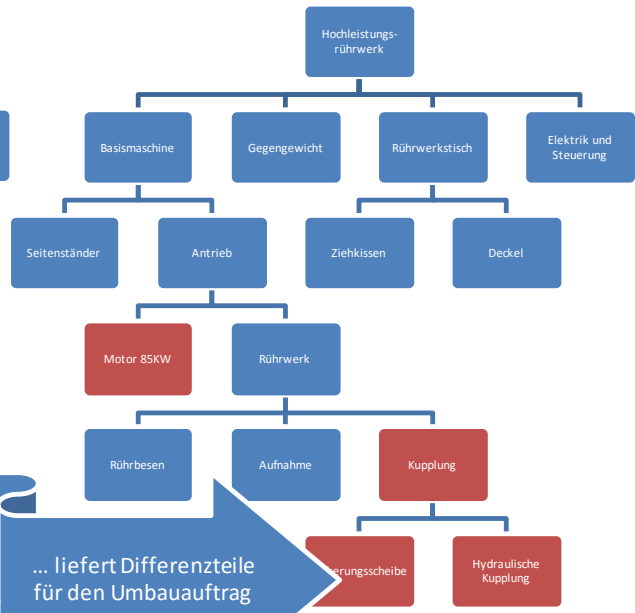 Hochleistungs-
rührwerk
Basismaschine
Gegengewicht
Rührwerkstisch
Elektrik und
Steuerung
Seitenständer
Antrieb
Ziehkissen
Deckel
Motor 85KW
Rührwerk
Rührbesen
Aufnahme
Kupplung
Hydraulische
Kupplung
... liefert Differenzteile
für den Umbauauftrag